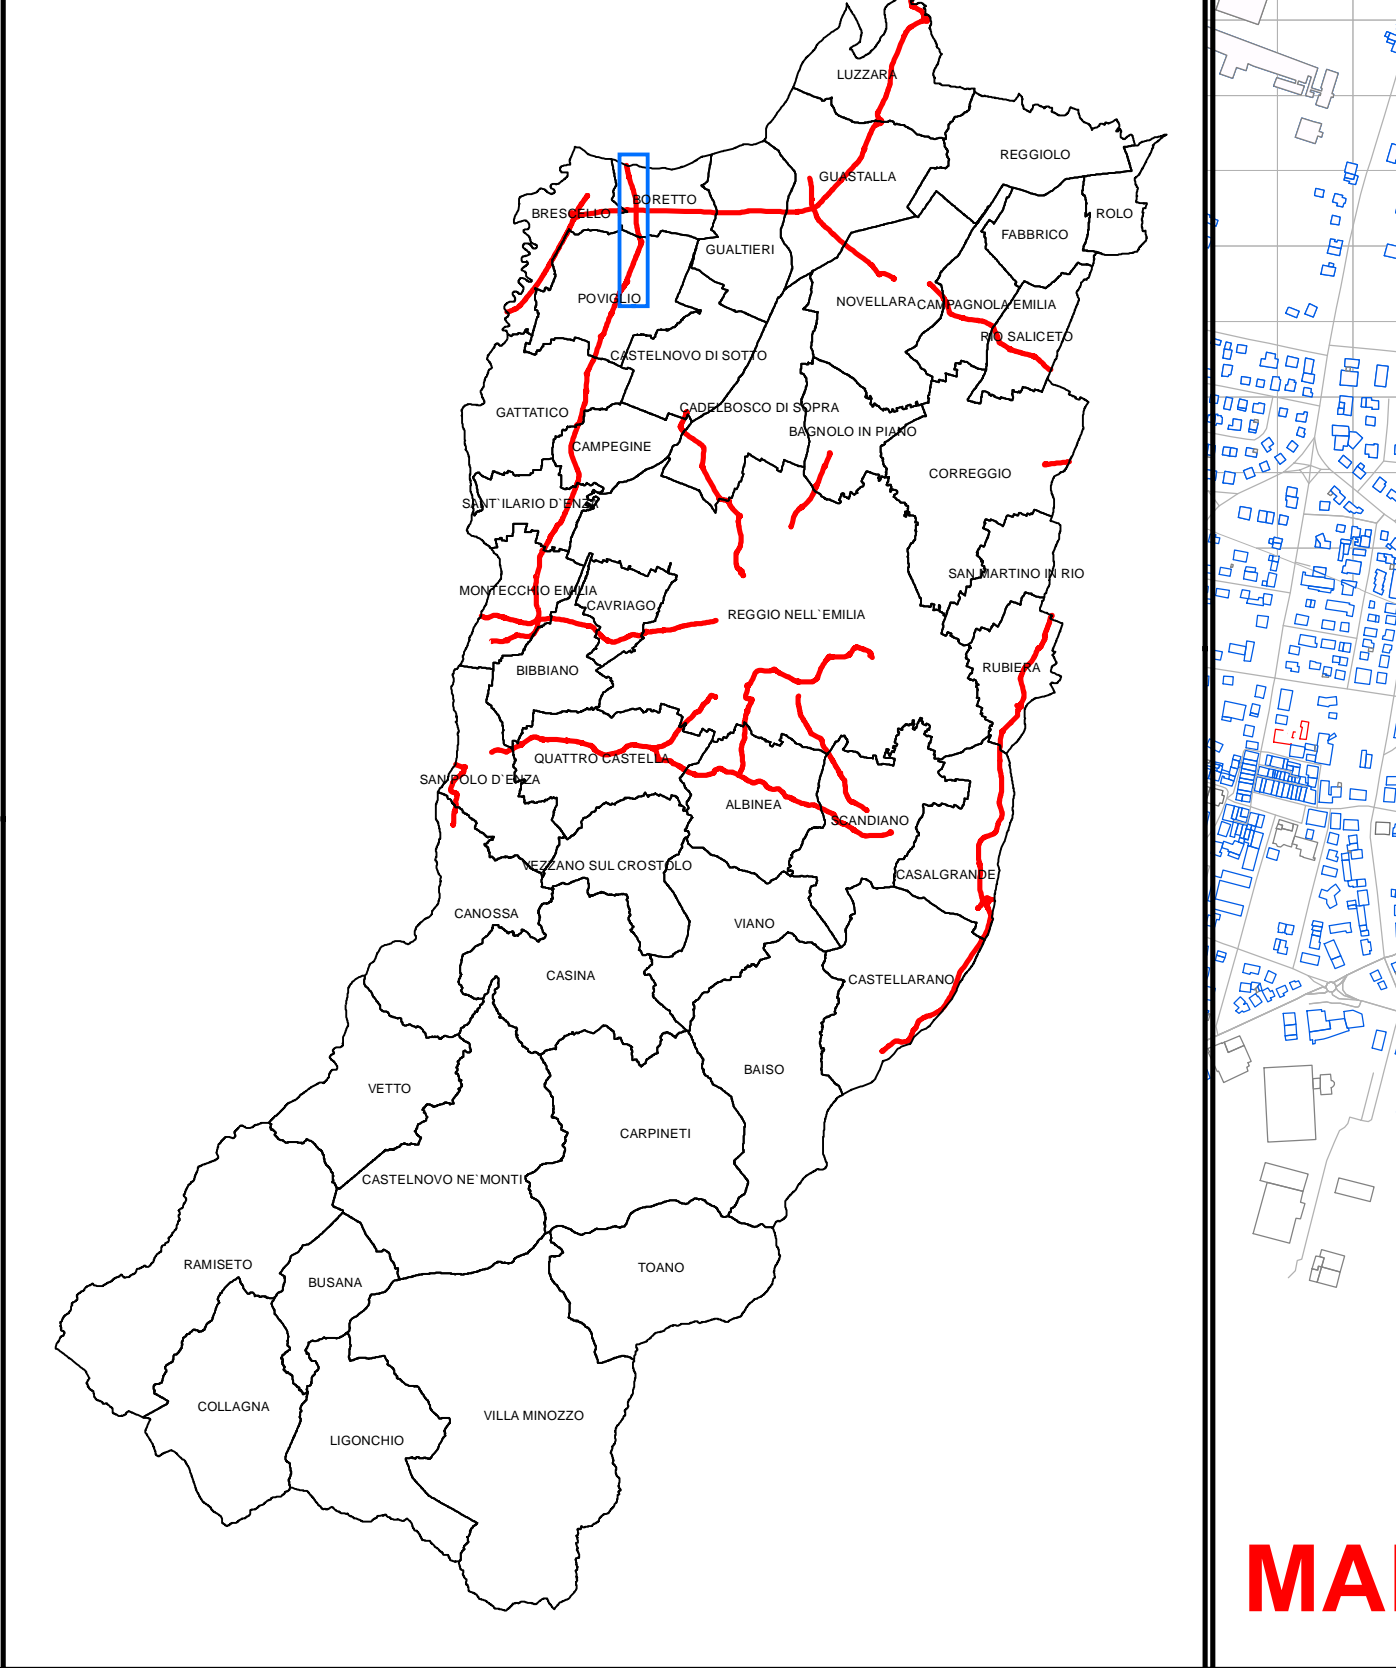 LUZZARA
REGGIOLO
GUASTALLA
BORETTO
BRESCELLO
ROLO
FABBRICO
GUALTIERI
POVIGLIO
NOVELLARA
CAMPAGNOLA EMILIA
RIO SALICETO
CASTELNOVO DI SOTTO
CADELBOSCO DI SOPRA
GATTATICO
BAGNOLO IN PIANO
CAMPEGINE
CORREGGIO
SANT`ILARIO D`ENZA
SAN MARTINO IN RIO
MONTECCHIO EMILIA
CAVRIAGO
REGGIO NELL`EMILIA
BIBBIANO
RUBIERA
QUATTRO CASTELLA
SAN POLO D`ENZA
ALBINEA
SCANDIANO
VEZZANO SUL CROSTOLO
CASALGRANDE
CANOSSA
VIANO
CASINA
CASTELLARANO
BAISO
VETTO
CARPINETI
CASTELNOVO NE`MONTI
RAMISETO
TOANO
BUSANA
COLLAGNA
VILLA MINOZZO
LIGONCHIO